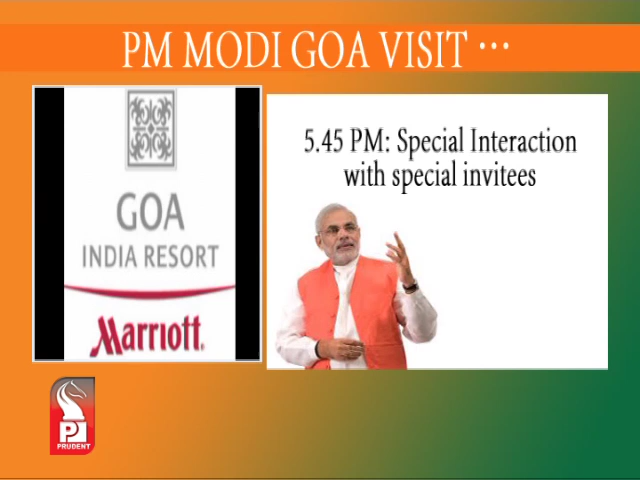 PM MODI GOA VISIT ...
GOA
INDIA RESORT
Marriott.
5.45 PM: Special Interaction
with special invitees
P
PRUDENT